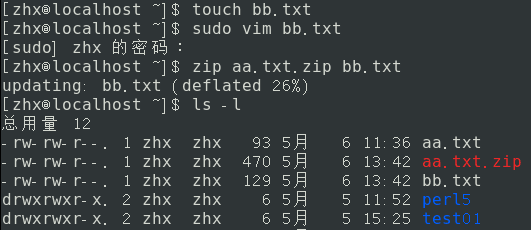 [zhx@localhost ~]$ touch bb.txt
[zhx@localhost ~]$ sudo vim bb.txt
[sudo] zhx 的密码：
[zhx@localhost ~]$ zip aa.txt.zip bb.txt
updating: bb.txt (deflated 26%)
[zhx@localhost ~]$ ls -l
总用量 12
-rw-rw-r--. 1 zhx zhx 93 5月 6 11:36 aa.txt
-rw-rw-r--. 1 zhx zhx 470 5月 6 13:42 aa.txt.zip
-rw-rw-r--. 1 zhx zhx 129 5月 6 13:42 bb.txt
drwxrwxr-x. 2 zhx zhx 6 5月 5 11:52 perl5
drwxrwxr-x. 2 zhx zhx 6 5月 5 15:25 test01